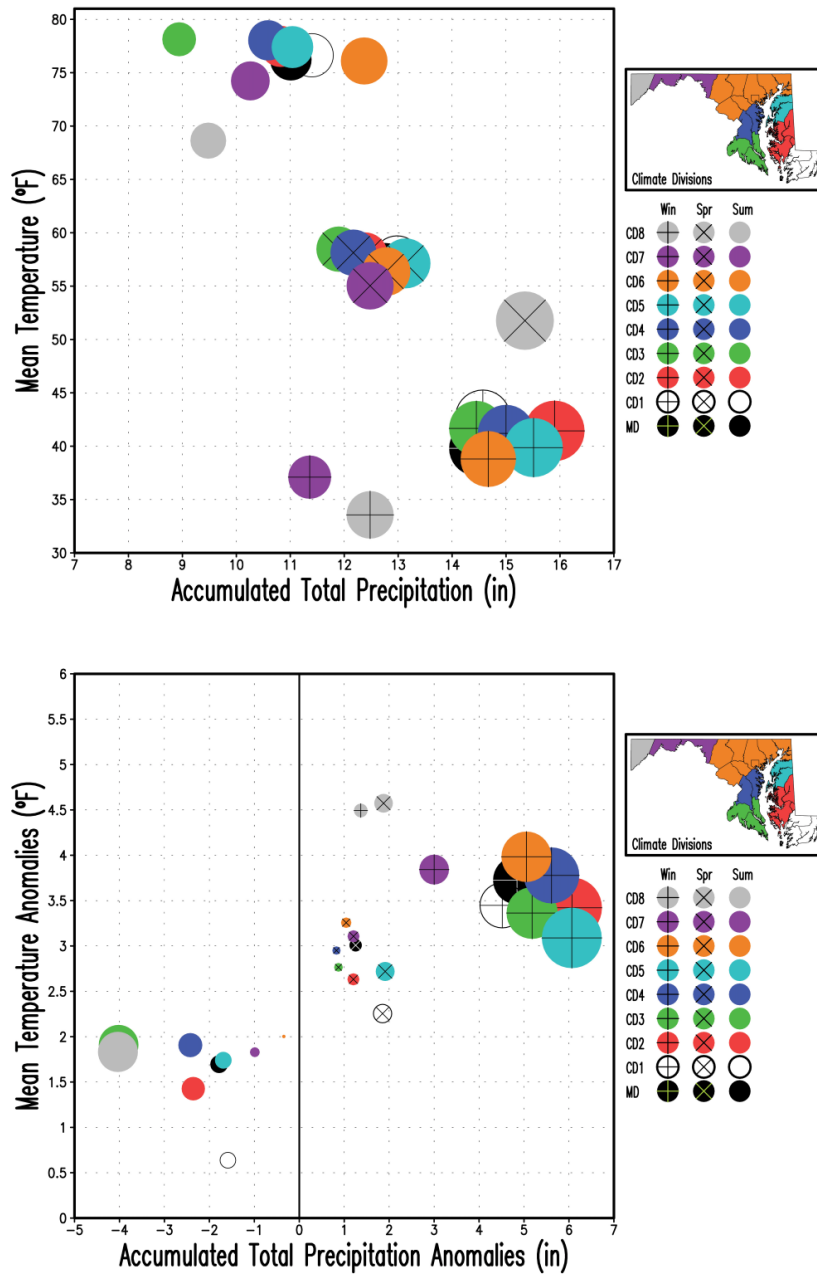 80
75
70
65
60
55
50
45
40
35
30
Mean Temperature (°F)
7 8 9 10 11 12 13 14 15 16 17
Accumulated Total Precipitation (in)
Climate Divisions
Win Spr Sum
CD8
CD7
CD6
CD5
CD4
CD3
CD2
CD1
MD
6
5.5
5
4.5
4
3.5
3
2.5
2
1.5
1
0.5
0
Mean Temperature Anomalies (°F)
-5 -4 -3 -2 -1 0 1 2 3 4 5 6 7
Accumulated Total Precipitation Anomalies (in)
Climate Divisions
Win Spr Sum
CD8
CD7
CD6
CD5
CD4
CD3
CD2
CD1
MD